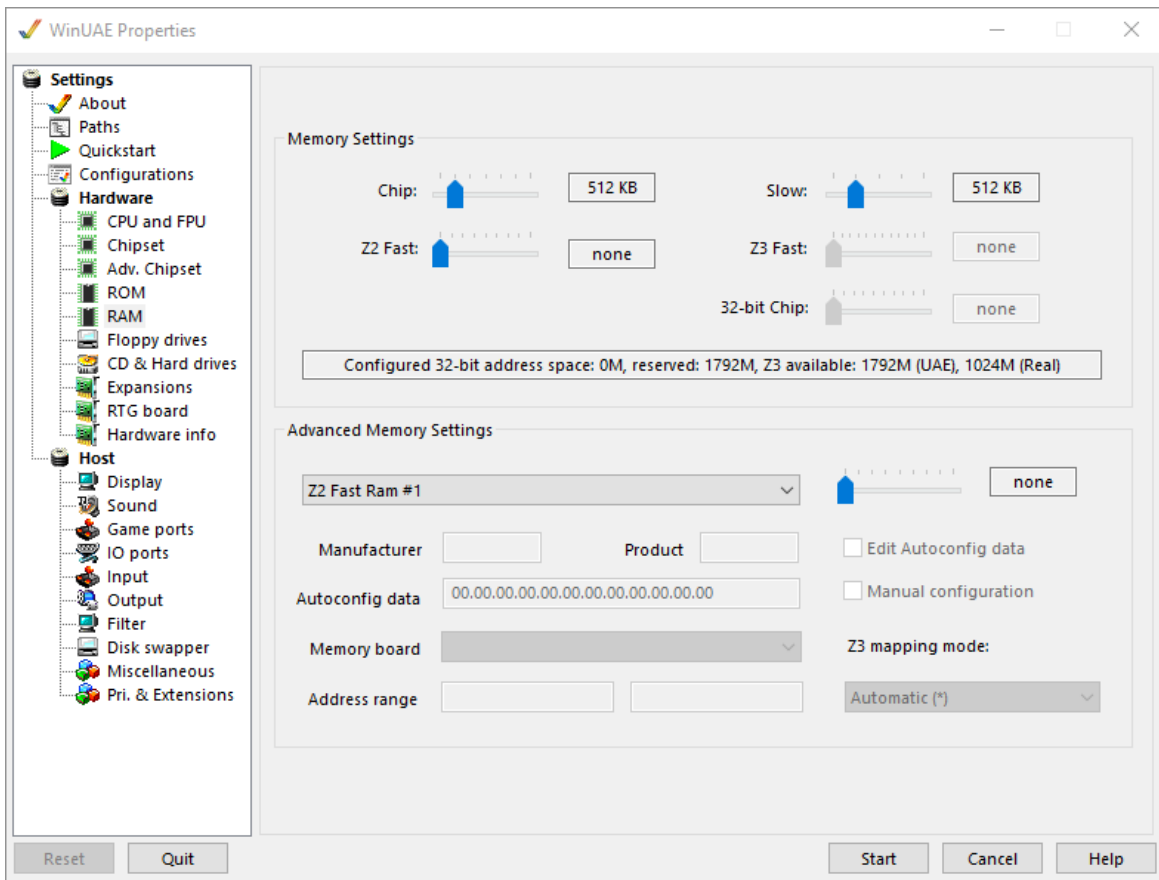 WinUAE Properties
Settings
About
Paths
Quickstart
Configurations
Hardware
CPU and FPU
Chipset
Adv. Chipset
ROM
RAM
Floppy drives
CD & Hard drives
Expansions
RTG board
Hardware info
Host
Display
Sound
Game ports
IO ports
Input
Output
Filter
Disk swapper
Miscellaneous
Pri. & Extensions
Memory Settings
Chip: 512 KB Slow: 512 KB
Z2 Fast: none Z3 Fast: none
32-bit Chip: none
Configured 32-bit address space: 0M, reserved: 1792M, Z3 available: 1792M (UAE), 1024M (Real)
Advanced Memory Settings
Z2 Fast Ram #1 none
Manufacturer Product Edit Autoconfig data
Autoconfig data 00.00.00.00.00.00.00.00.00.00.00.00 Manual configuration
Memory board Z3 mapping mode:
Address range Automatic (*)
Reset Quit Start Cancel Help